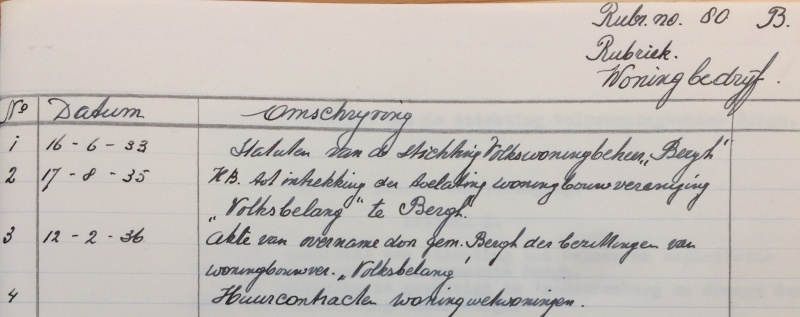 Rubr. no. 80 B.
Rubriek.
Woningbedrijf.
No Datum Omschrijving
1 16-6-33 Statuten van de stichting Volkswoningbeheer „Bergh"
2 17-8-35 K.B. tot intrekking der toelating woningbouwvereniging
„Volksbelang" te Bergh.
3 12-2-36 Akte van overname door gem. Bergh der bezittingen van
woningbouwver. „Volksbelang'
4 Huurcontracten woningwetwoningen.